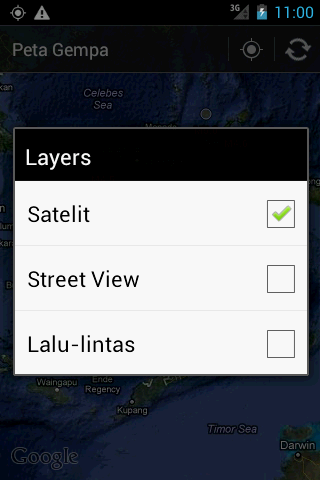 3G 11:00
Peta Gempa
Celebes
Sea
Layers
Satelit
Street View
Lalu-lintas
Waingapu
Ende
Regency
Kupang
Timor Sea
Darwin
Google